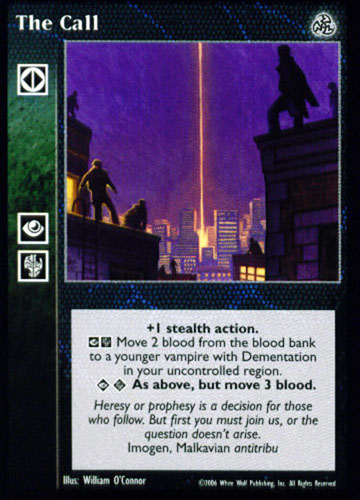 The Call
+1 stealth action.
Move 2 blood from the blood bank
to a younger vampire with Dementation
in your uncontrolled region.
As above, but move 3 blood.
Heresy or prophesy is a decision for those
who follow. But first you must join us, or
the question doesn't arise.
Imogen, Malkavian antitribu
Illus: William O'Connor ©2006 White Wolf Publishing, Inc. All Rights Reserved